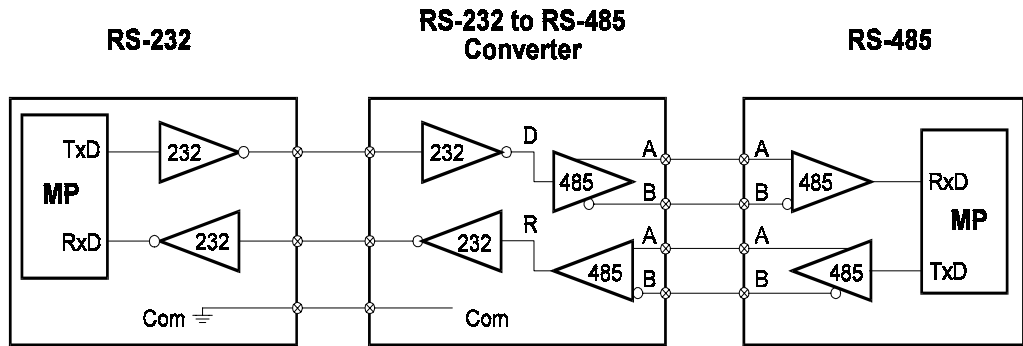 RS-232
RS-232 to RS-485
Converter
RS-485
TxD
232
232
D
485
A
B
A
B
485
RxD
MP
MP
RxD
232
232
R
485
A
B
A
B
485
TxD
Com
Com